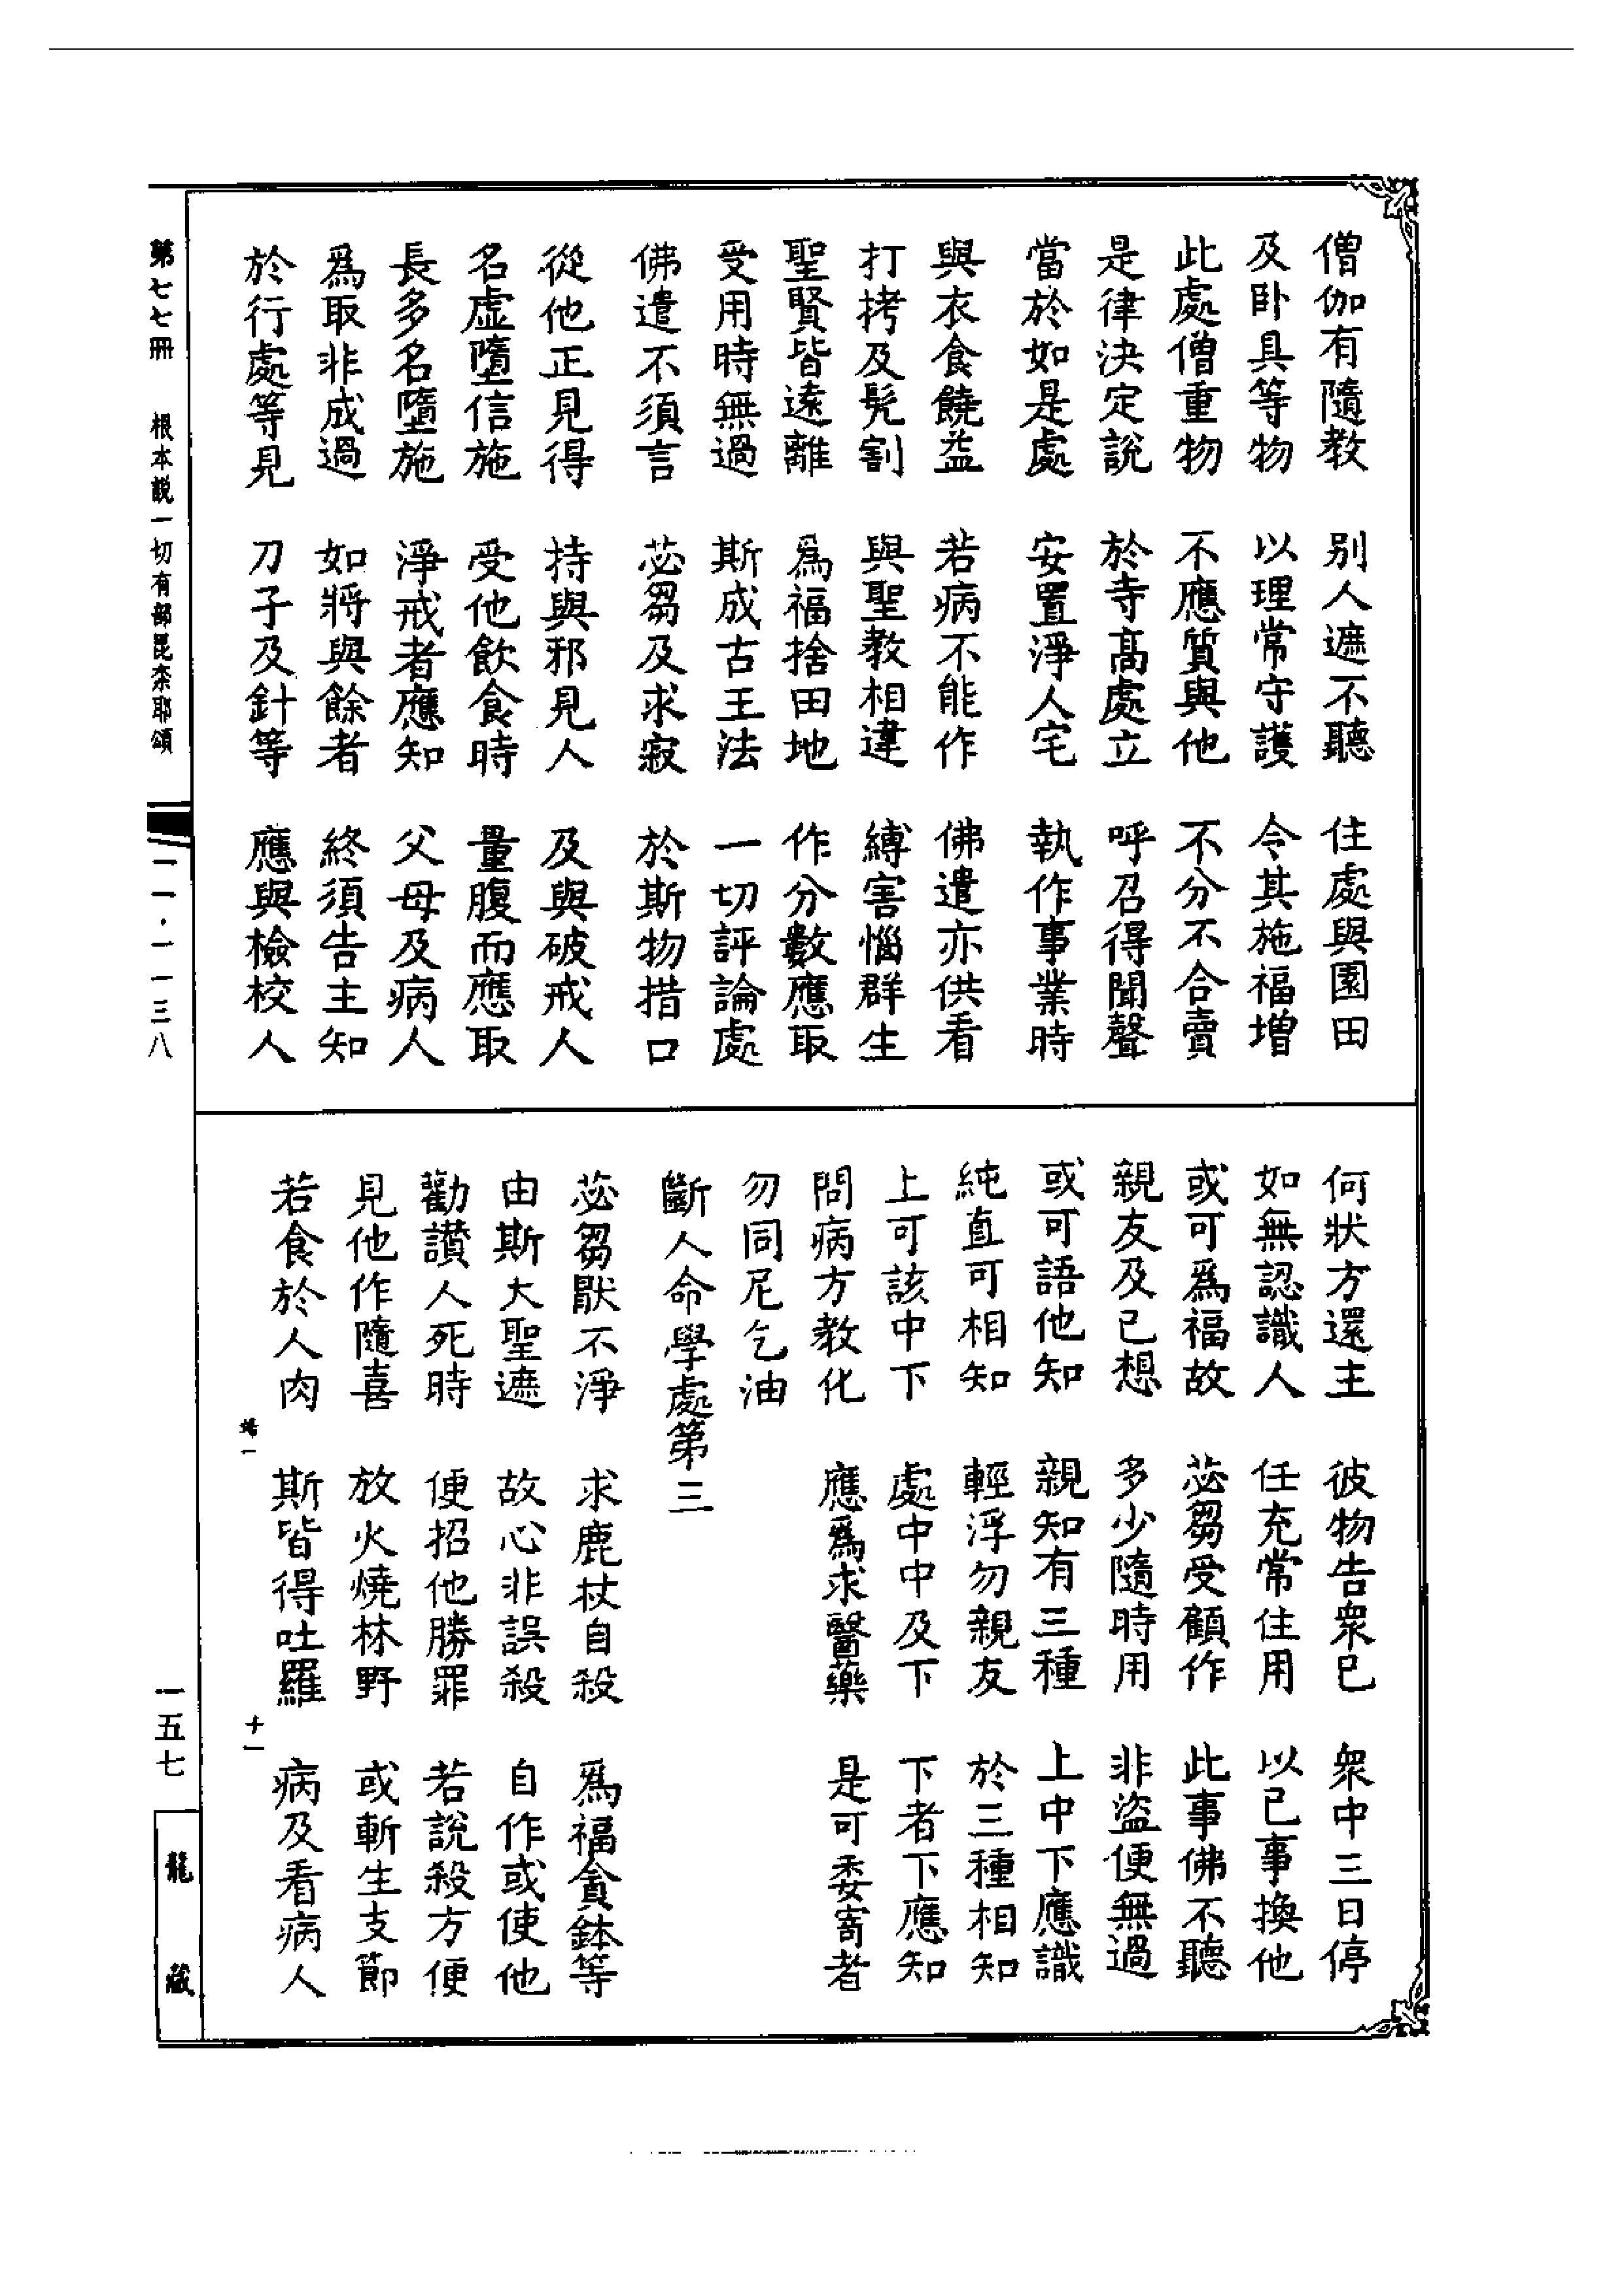 僧伽有隨教　别人遮不聽　住處與園田
及卧具等物　以理常守護　令其施福增
此處僧重物　不應質與他　不分不合賣
是律決定説　於寺髙處立　呼召得聞聲
當於如是處　安置淨人宅　執作事業時
與衣食饒益　若病不能作　佛遣亦供看
打拷及髠割　與聖教相違　縛害惱群生
聖賢皆遠離　爲福捨田地　作分數應取
受用時無過　斯成古王法　一切評論處
佛遣不須言　苾芻及求寂　於斯物措口
從他正見得　持與邪見人　及與破戒人
名虛墮信施　受他飲食時　量腹而應取
長多名墮施　淨戒者應知　父母及病人
爲取非成過　如將與餘者　終須告主知
於行處等見　刀子及針等　應與檢校人
何狀方還主　彼物告衆已　衆中三日停
如無認識人　任充常住用　以已事換他
或可爲福故　苾芻受顧作　此事佛不聽
親友及已想　多少隨時用　非盜便無過
或可語他知　親知有三種　上中下應識
純直可相知　輕浮勿親友　於三種相知
上可該中下　處中中及下　下者下應知
問病方教化　應爲求醫藥　是可委寄者
勿同尼乞油
斷人命學處第三
苾芻猒不淨　求鹿杖自殺　爲福貪鉢等
由斯大聖遮　故心非誤殺　自作或使他
勸讚人死時　便招他勝罪　若説殺方便
見他作隨喜　放火燒林野　或斬生支節
若食於人肉　斯皆得吐羅　病及看病人
十一
第七七冊　根本説一切有部毘柰耶頌　二一·一一三八
一五七
龍藏